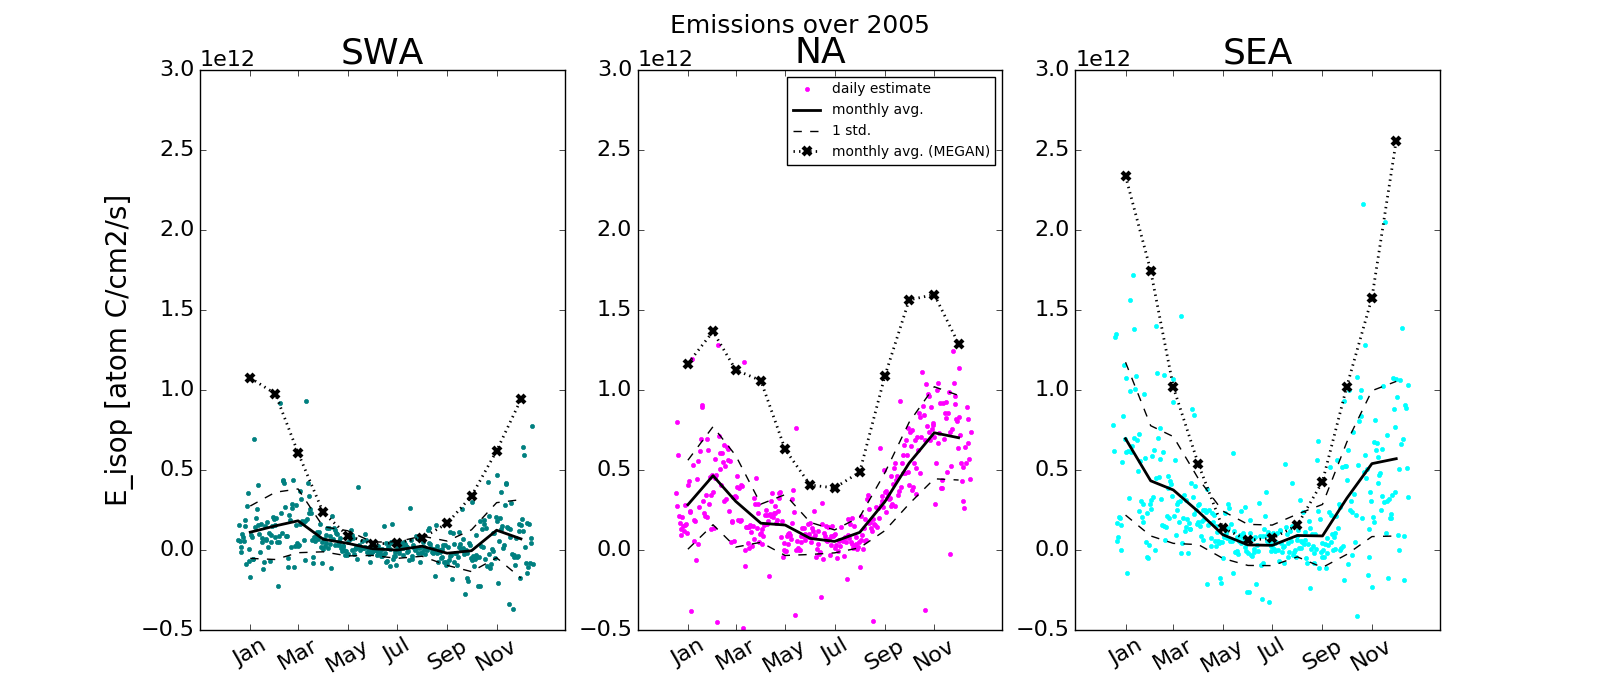 Emissions over 2005
SWA
NA
SEA
1e12
1e12
1e12
3.0
2.5
2.0
1.5
1.0
0.5
0.0
−0.5
3.0
2.5
2.0
1.5
1.0
0.5
0.0
−0.5
3.0
2.5
2.0
1.5
1.0
0.5
0.0
−0.5
E_isop [atom C/cm2/s]
daily estimate
monthly avg.
1 std.
monthly avg. (MEGAN)
Jan Mar May Jul Sep Nov
Jan Mar May Jul Sep Nov
Jan Mar May Jul Sep Nov